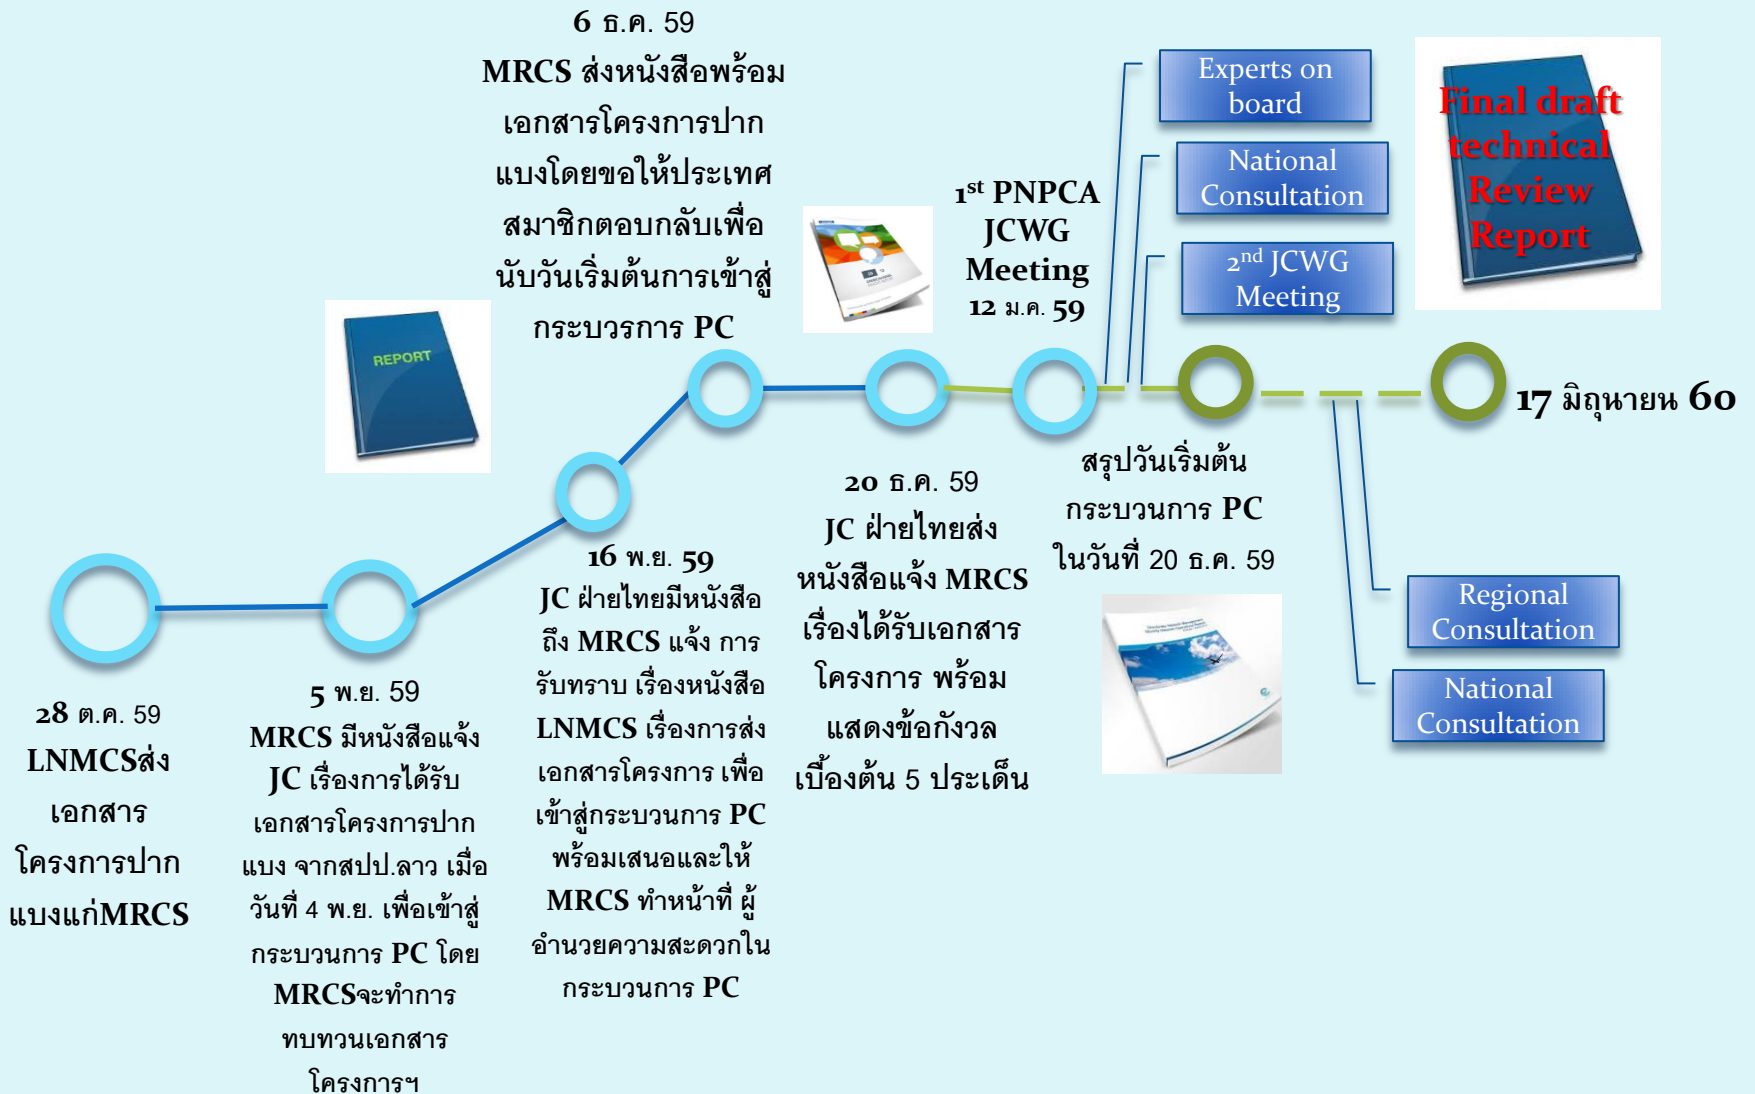 6 ธ.ค. 59
MRCS ส่งหนังสือพร้อม
เอกสารโครงการปาก
แบงโดยขอให้ประเทศ
สมาชิกตอบกลับเพื่อ
นับวันเริ่มต้นการเข้าสู่
กระบวรการ PC
1st PNPCA
JCWG
Meeting
12 ม.ค. 59
Experts on
board
National
Consultation
2nd JCWG
Meeting
Final draft
technical
Review
Report
REPORT
17 มิถุนายน 60
28 ต.ค. 59
LNMCSส่ง
เอกสาร
โครงการปาก
แบงแก่MRCS
5 พ.ย. 59
MRCS มีหนังสือแจ้ง
JC เรื่องการได้รับ
เอกสารโครงการปาก
แบง จากสปป.ลาว เมื่อ
วันที่ 4 พ.ย. เพื่อเข้าสู่
กระบวนการ PC โดย
MRCSจะทำการ
ทบทวนเอกสาร
โครงการฯ
16 พ.ย. 59
JC ฝ่ายไทยมีหนังสือ
ถึง MRCS แจ้ง การ
รับทราบ เรื่องหนังสือ
LNMCS เรื่องการส่ง
เอกสารโครงการ เพื่อ
เข้าสู่กระบวนการ PC
พร้อมเสนอและให้
MRCS ทำหน้าที่ ผู้
อำนวยความสะดวกใน
กระบวนการ PC
20 ธ.ค. 59
JC ฝ่ายไทยส่ง
หนังสือแจ้ง MRCS
เรื่องได้รับเอกสาร
โครงการ พร้อม
แสดงข้อกังวล
เบื้องต้น 5 ประเด็น
สรุปวันเริ่มต้น
กระบวนการ PC
ในวันที่ 20 ธ.ค. 59
Regional
Consultation
National
Consultation